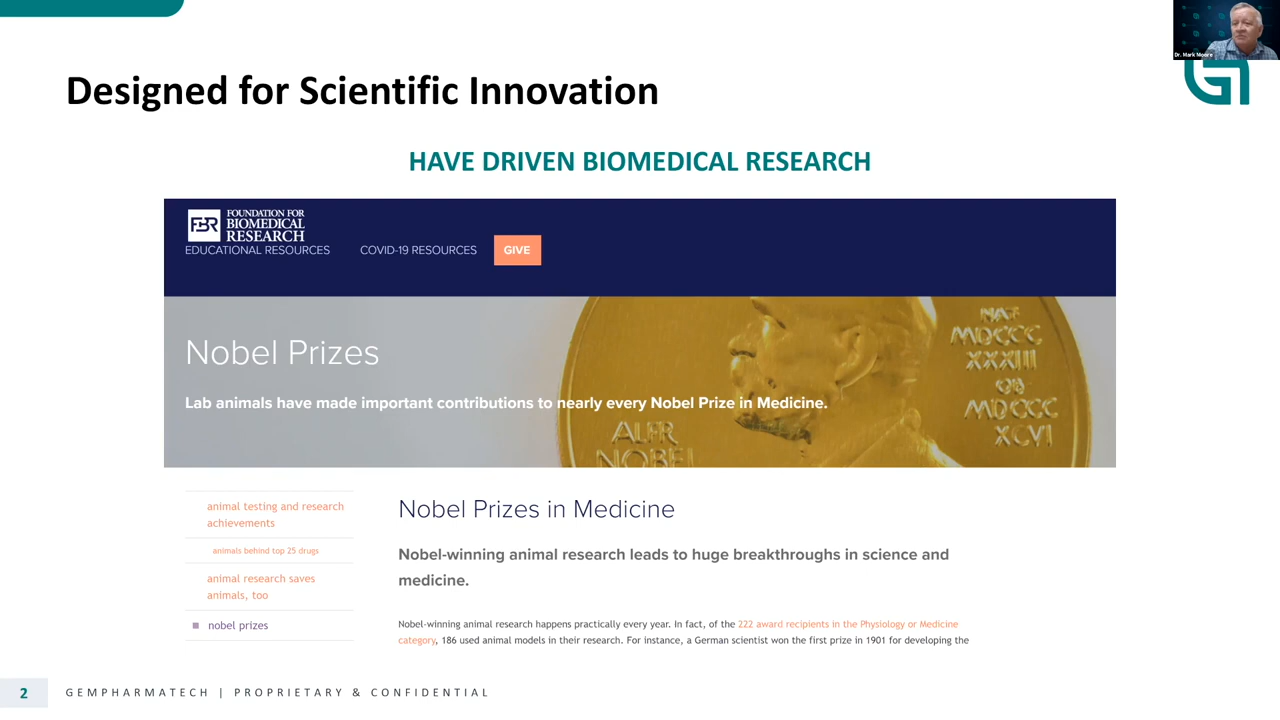 Dr. Mark Moore
Designed for Scientific Innovation
HAVE DRIVEN BIOMEDICAL RESEARCH
FBR
FOUNDATION FOR
BIOMEDICAL
RESEARCH
EDUCATIONAL RESOURCES
COVID-19 RESOURCES
GIVE
Nobel Prizes
Lab animals have made important contributions to nearly every Nobel Prize in Medicine.
ALFR
NOBEL
NAT
MDCCC
XXXIII
OB
MDCCC
XCVI
animal testing and research
achievements
animals behind top 25 drugs
animal research saves
animals, too
nobel prizes
Nobel Prizes in Medicine
Nobel-winning animal research leads to huge breakthroughs in science and
medicine.
Nobel-winning animal research happens practically every year. In fact, of the 222 award recipients in the Physiology or Medicine
category, 186 used animal models in their research. For instance, a German scientist won the first prize in 1901 for developing the
2
GEMPHARMATECH | PROPRIETARY & CONFIDENTIAL